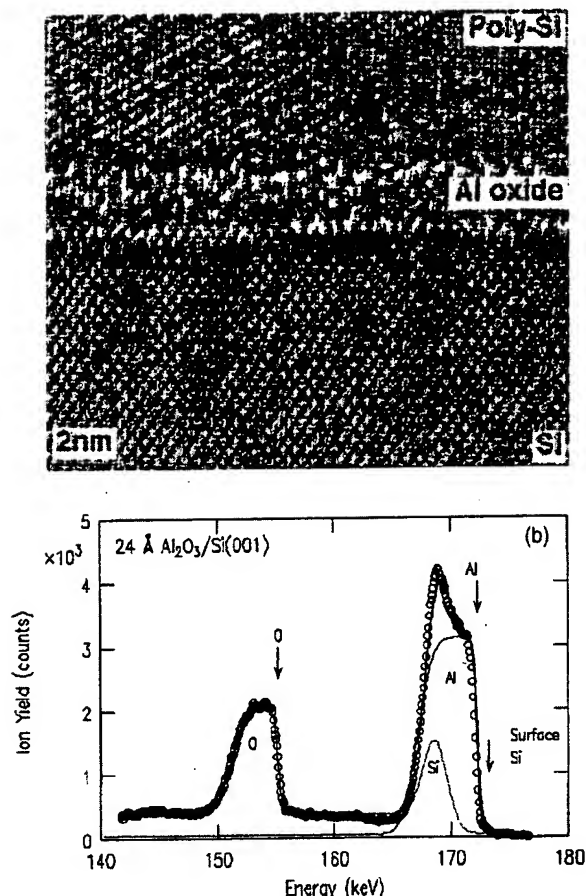 Poly-Si
Al oxide
2nm
Si
5
×10³
24 Å Al₂O₃/Si(001)
(b)
4
Al
3
O
2
Al
O
Surface
Si
1
Si
0
140
150
160
170
180
Ion Yield (counts)
Energy (keV)